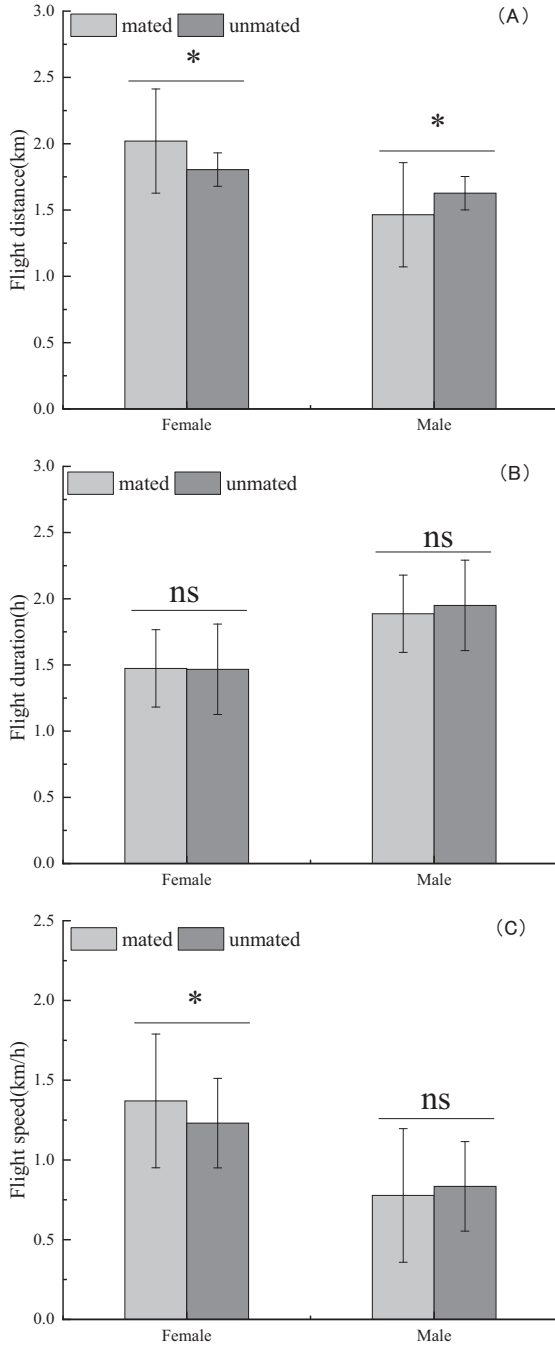 (A)
mated unmated
3.0
2.5
2.0
1.5
1.0
0.5
0.0
Flight distance(km)
*
*
Female Male
(B)
mated unmated
3.0
2.5
2.0
1.5
1.0
0.5
0.0
Flight duration(h)
ns
ns
Female Male
(C)
mated unmated
2.5
2.0
1.5
1.0
0.5
0.0
Flight speed(km/h)
*
ns
Female Male